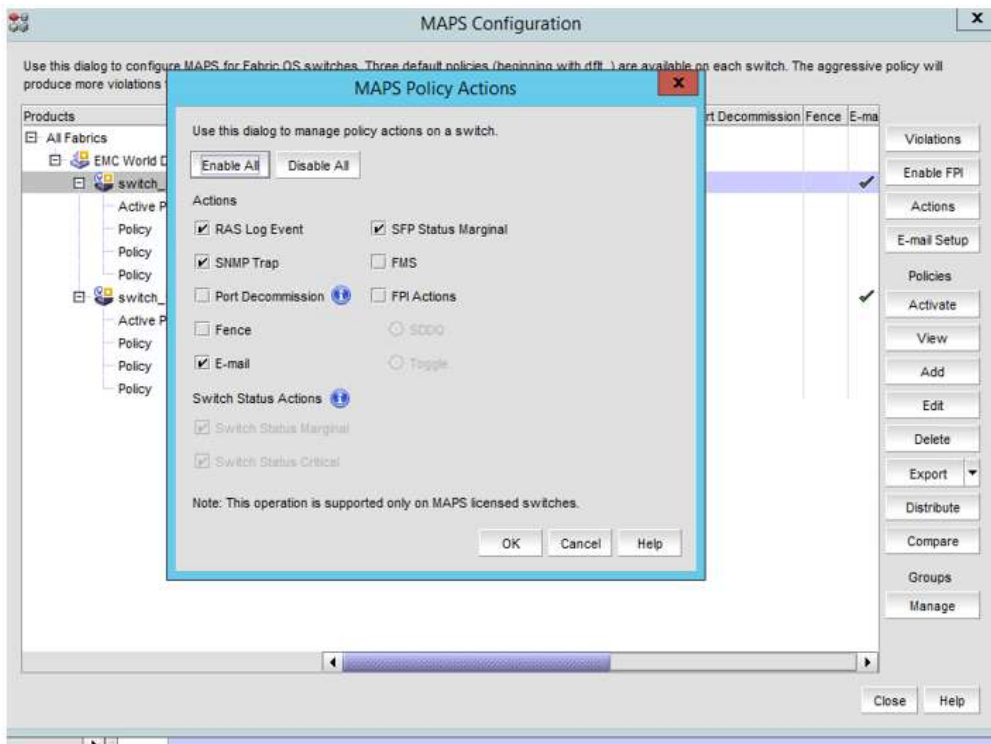 MAPS Configuration
x
Use this dialog to configure MAPS for Fabric OS switches. Three default policies (beginning with dflt_) are available on each switch. The aggressive policy will
produce more violations
MAPS Policy Actions
x
Products
rt Decommission Fence E-ma
All Fabrics
EMC World D
switch_
Active P
Policy
Policy
Policy
switch_
Active P
Policy
Policy
Policy
Use this dialog to manage policy actions on a switch.
Enable All Disable All
Actions
RAS Log Event SFP Status Marginal
SNMP Trap FMS
Port Decommission FPI Actions
Fence SDDQ
E-mail Toggle
Switch Status Actions
Switch Status Marginal
Switch Status Critical
Note: This operation is supported only on MAPS licensed switches.
OK Cancel Help
Violations
Enable FPI
Actions
E-mail Setup
Policies
Activate
View
Add
Edit
Delete
Export
Distribute
Compare
Groups
Manage
Close Help